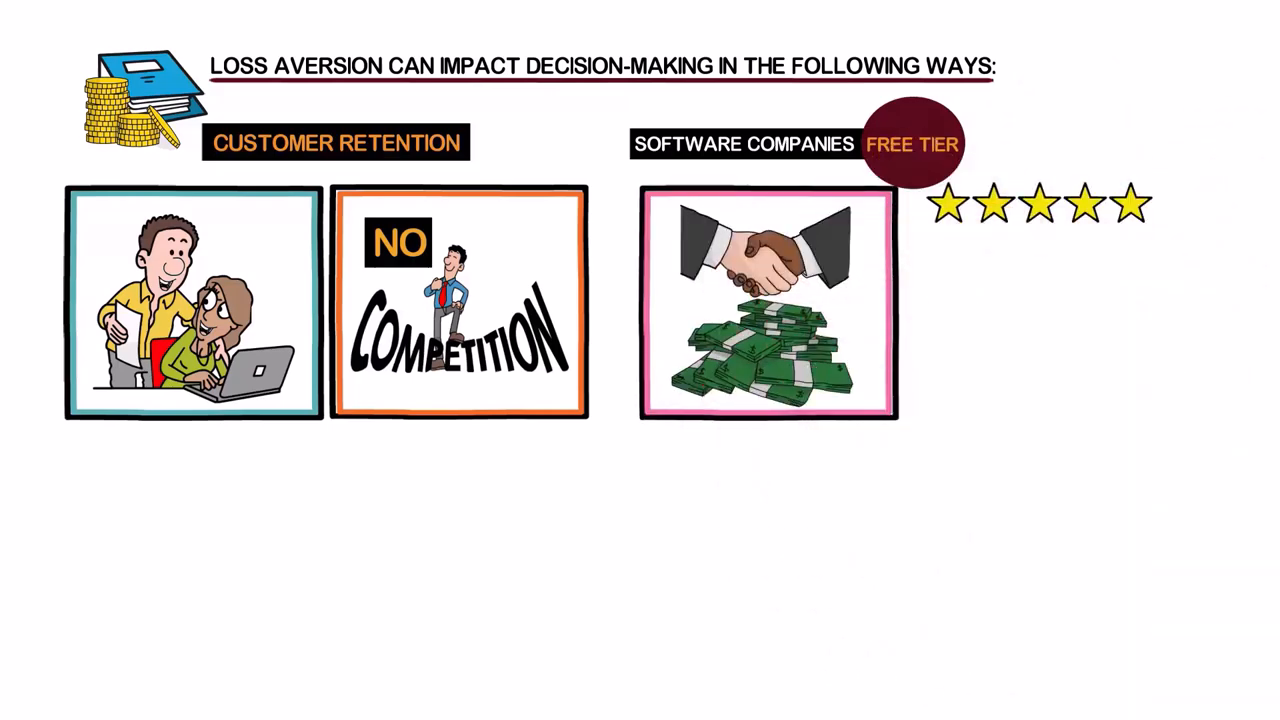 LOSS AVERSION CAN IMPACT DECISION-MAKING IN THE FOLLOWING WAYS:
CUSTOMER RETENTION
SOFTWARE COMPANIES
FREE TIER
NO
COMPETITION